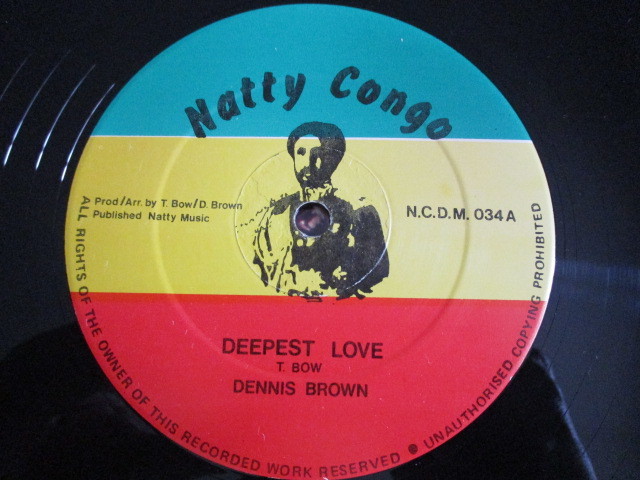 Natty Congo
Prod/Arr. by T. Bow/D. Brown
Published Natty Music
N.C.D.M. 034A
DEEPEST LOVE
T. BOW
DENNIS BROWN
ALL RIGHTS OF THE OWNER OF THIS RECORDED WORK RESERVED ● UNAUTHORISED COPYING PROHIBITED